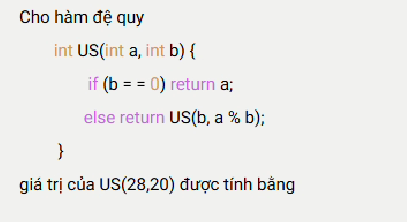 Cho hàm đệ quy
int US(int a, int b) {
if (b = = 0) return a;
else return US(b, a % b);
}
giá trị của US(28,20) được tính bằng